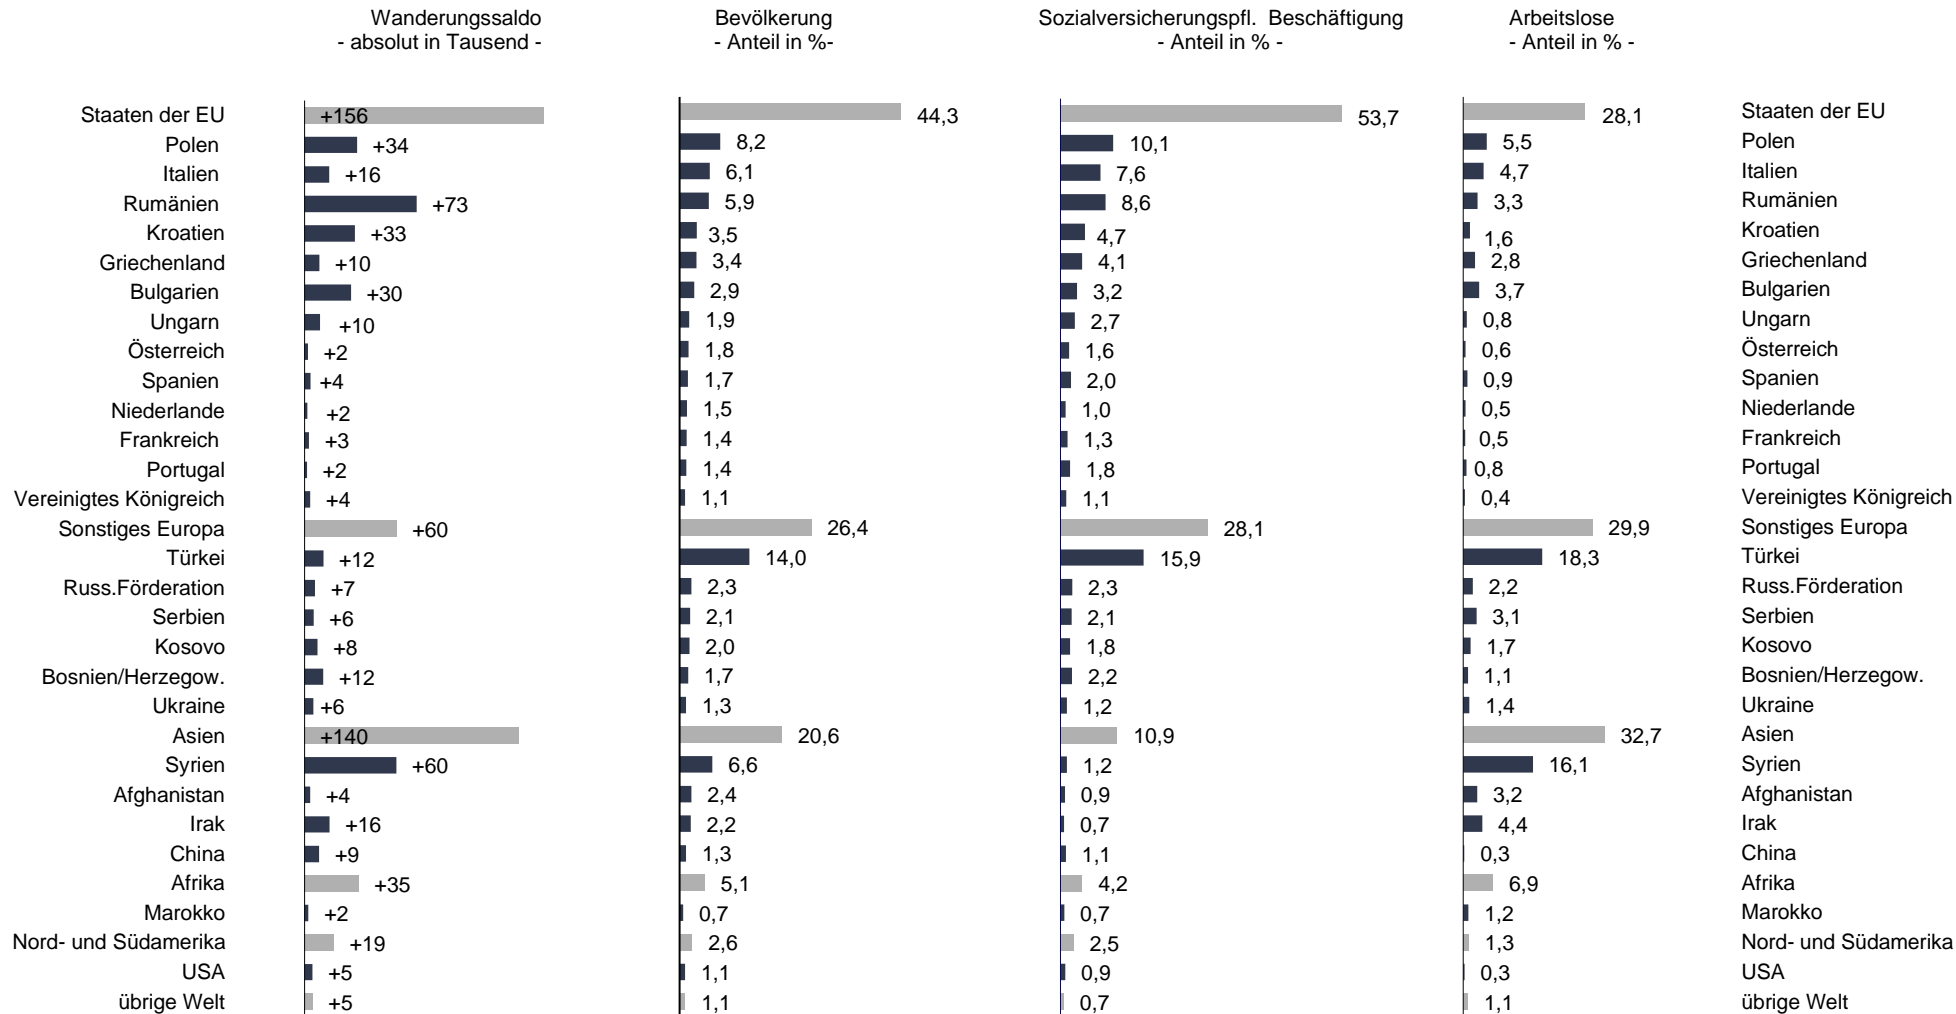 Wanderungssaldo
- absolut in Tausend -
Bevölkerung
- Anteil in %-
Sozialversicherungspfl. Beschäftigung
- Anteil in % -
Arbeitslose
- Anteil in % -
Staaten der EU +156 44,3 53,7 28,1 Staaten der EU
Polen +34 8,2 10,1 5,5 Polen
Italien +16 6,1 7,6 4,7 Italien
Rumänien +73 5,9 8,6 3,3 Rumänien
Kroatien +33 3,5 4,7 1,6 Kroatien
Griechenland +10 3,4 4,1 2,8 Griechenland
Bulgarien +30 2,9 3,2 3,7 Bulgarien
Ungarn +10 1,9 2,7 0,8 Ungarn
Österreich +2 1,8 1,6 0,6 Österreich
Spanien +4 1,7 2,0 0,9 Spanien
Niederlande +2 1,5 1,0 0,5 Niederlande
Frankreich +3 1,4 1,3 0,5 Frankreich
Portugal +2 1,4 1,8 0,8 Portugal
Vereinigtes Königreich +4 1,1 1,1 0,4 Vereinigtes Königreich
Sonstiges Europa +60 26,4 28,1 29,9 Sonstiges Europa
Türkei +12 14,0 15,9 18,3 Türkei
Russ.Förderation +7 2,3 2,3 2,2 Russ.Förderation
Serbien +6 2,1 2,1 3,1 Serbien
Kosovo +8 2,0 1,8 1,7 Kosovo
Bosnien/Herzegow. +12 1,7 2,2 1,1 Bosnien/Herzegow.
Ukraine +6 1,3 1,2 1,4 Ukraine
Asien +140 20,6 10,9 32,7 Asien
Syrien +60 6,6 1,2 16,1 Syrien
Afghanistan +4 2,4 0,9 3,2 Afghanistan
Irak +16 2,2 0,7 4,4 Irak
China +9 1,3 1,1 0,3 China
Afrika +35 5,1 4,2 6,9 Afrika
Marokko +2 0,7 0,7 1,2 Marokko
Nord- und Südamerika +19 2,6 2,5 1,3 Nord- und Südamerika
USA +5 1,1 0,9 0,3 USA
übrige Welt +5 1,1 0,7 1,1 übrige Welt